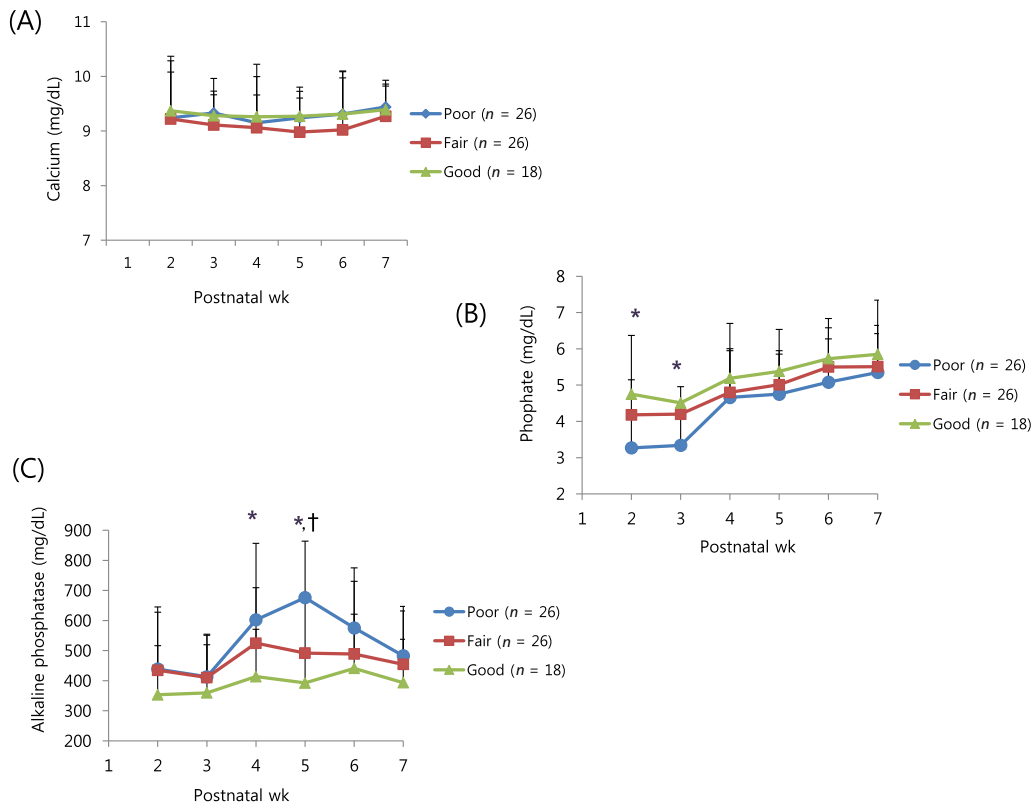 (A)
11
10
9
8
7
Calcium (mg/dL)
1 2 3 4 5 6 7
Postnatal wk
Poor (n = 26)
Fair (n = 26)
Good (n = 18)
(B)
8
7
6
5
4
3
2
Phophate (mg/dL)
*
*
1 2 3 4 5 6 7
Postnatal wk
Poor (n = 26)
Fair (n = 26)
Good (n = 18)
(C)
900
800
700
600
500
400
300
200
Alkaline phosphatase (mg/dL)
*
*,†
1 2 3 4 5 6 7
Postnatal wk
Poor (n = 26)
Fair (n = 26)
Good (n = 18)